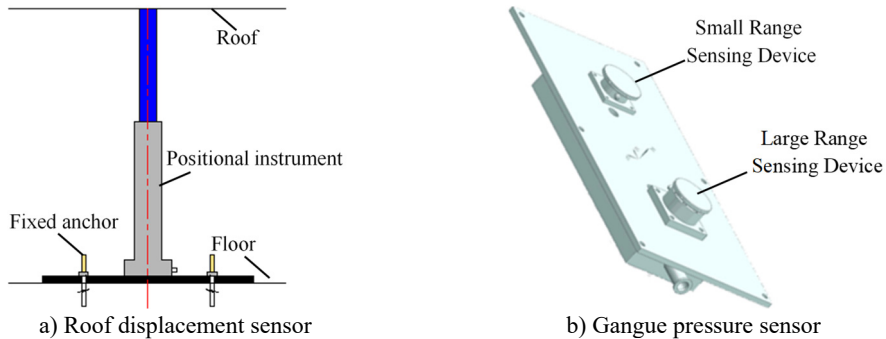 Roof
Positional instrument
Fixed anchor
Floor
a) Roof displacement sensor
Small Range
Sensing Device
Large Range
Sensing Device
b) Gangue pressure sensor